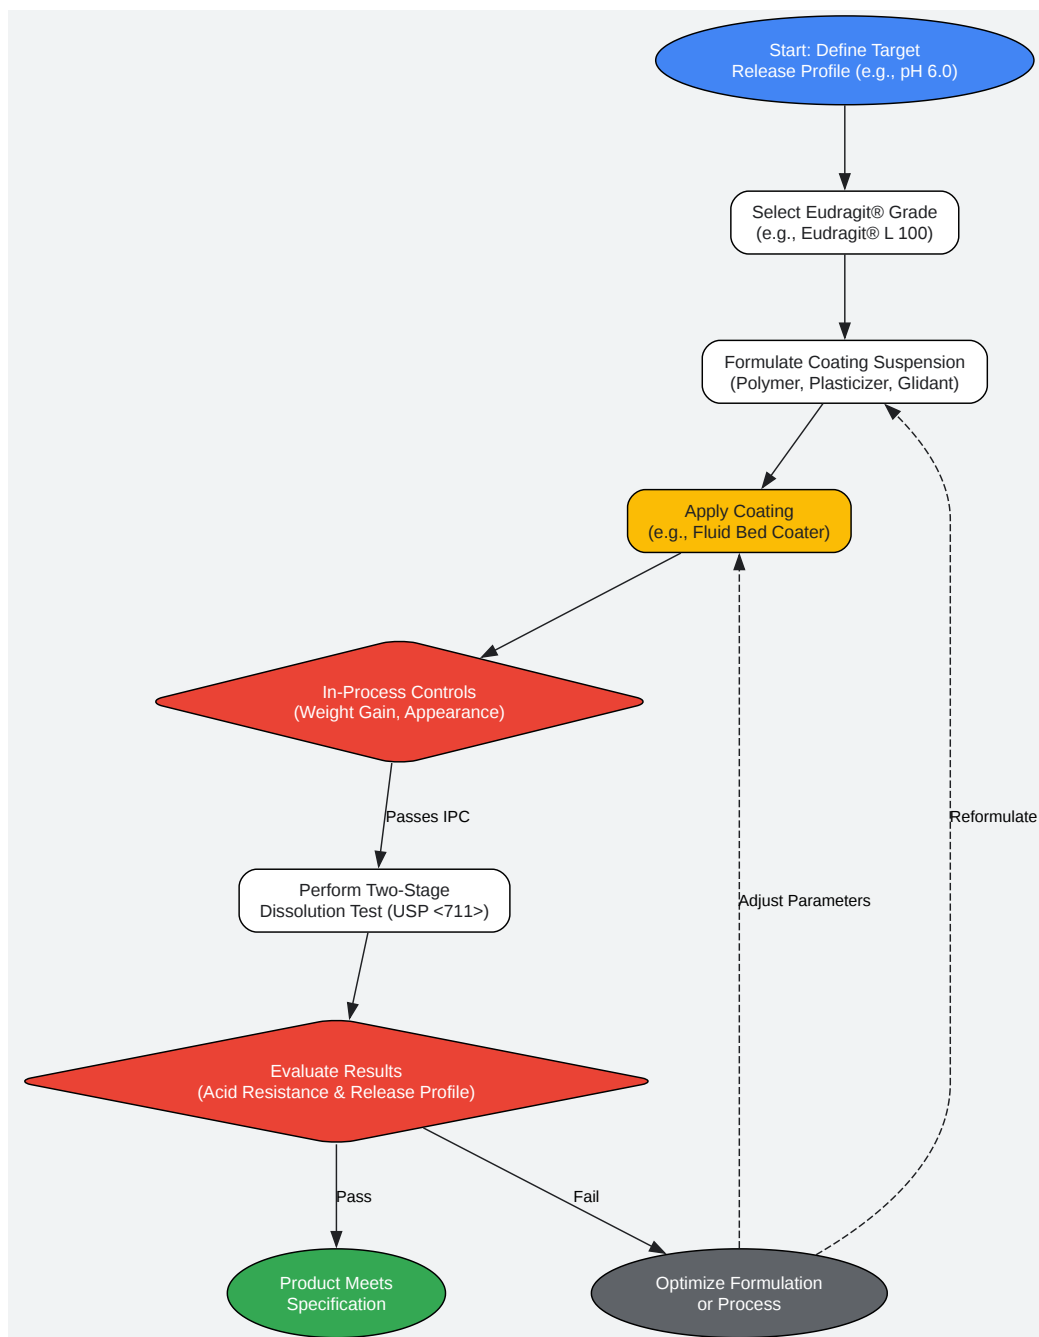 Start: Define Target
Release Profile (e.g., pH 6.0)
Select Eudragit® Grade
(e.g., Eudragit® L 100)
Formulate Coating Suspension
(Polymer, Plasticizer, Glidant)
Apply Coating
(e.g., Fluid Bed Coater)
In-Process Controls
(Weight Gain, Appearance)
Passes IPC
Reformulate
Perform Two-Stage
Dissolution Test (USP <711>)
Adjust Parameters
Evaluate Results
(Acid Resistance & Release Profile)
Pass
Fail
Product Meets
Specification
Optimize Formulation
or Process